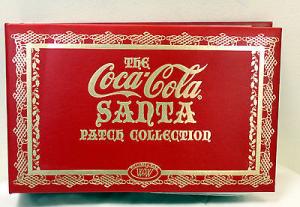 THE
Coca-Cola
SANTA
PATCH COLLECTION